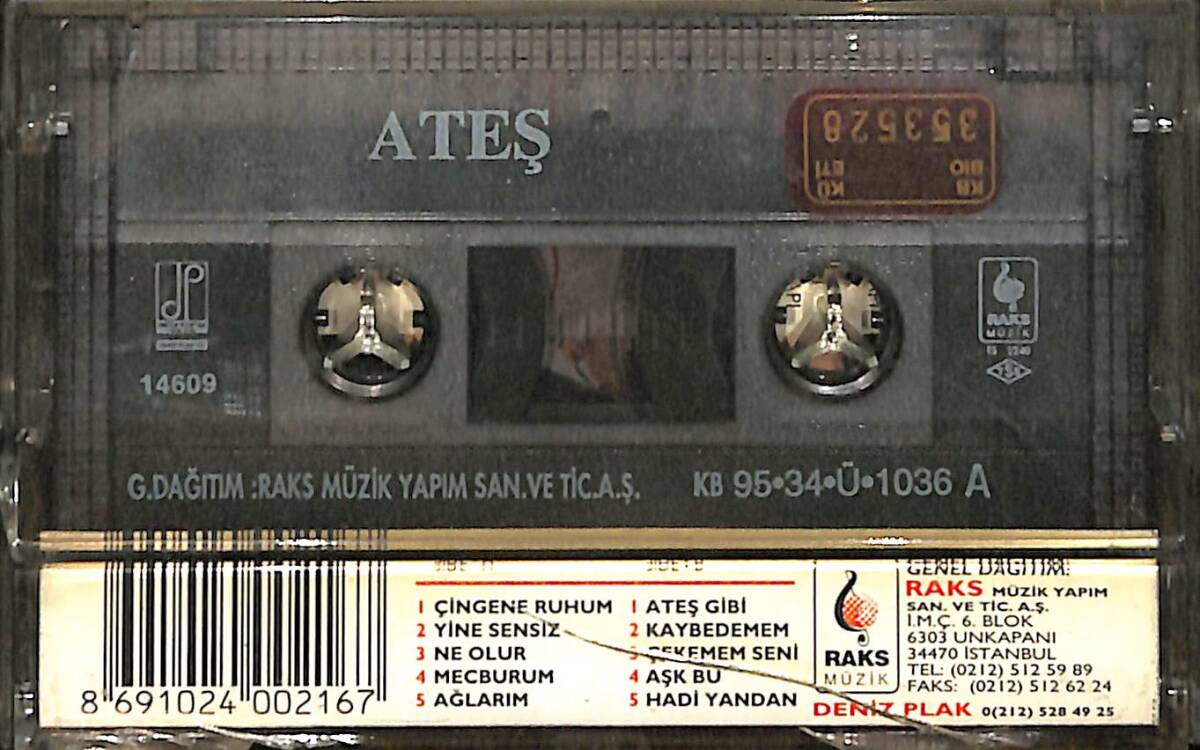 ATEŞ
353528
KB BIO
KÜ ETİ
14609
RAKS
MÜZİK
TSE
G.DAĞITIM :RAKS MÜZİK YAPIM SAN.VE TİC.A.Ş.
KB 95•34•Ü•1036 A
8 691024 002167
1 ÇİNGENE RUHUM
2 YİNE SENSİZ
3 NE OLUR
4 MECBURUM
5 AĞLARIM
1 ATEŞ GİBİ
2 KAYBEDEMEM
3 ÇEKEMEM SENİ
4 AŞK BU
5 HADİ YANDAN
RAKS
MÜZİK
GENEL DAĞITIM:
RAKS MÜZİK YAPIM
SAN. VE TİC. A.Ş.
İ.M.Ç. 6. BLOK
6303 UNKAPANI
34470 İSTANBUL
TEL: (0212) 512 59 89
FAKS: (0212) 512 62 24
DENİZ PLAK 0(212) 528 49 25